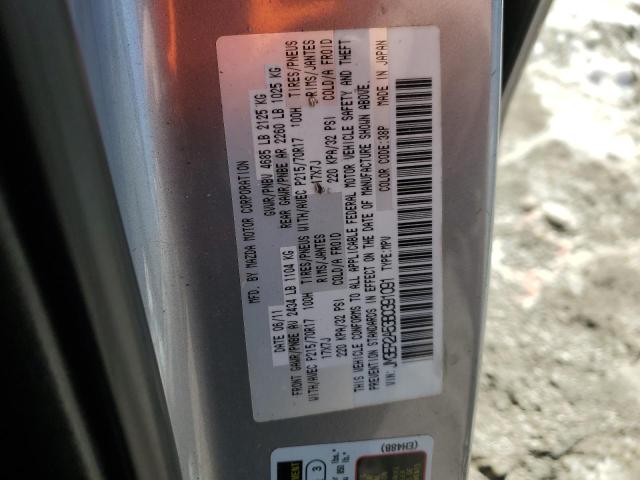 MFD. BY MAZDA MOTOR CORPORATION
DATE 06/11 GVWR/PNBV 4685 LB 2125 KG
FRONT GAWR/PNBE AV 2434 LB 1104 KG REAR GAWR/PNBE AR 2260 LB 1025 KG
WITH/AVEC P215/70R17 100H TIRES/PNEUS WITH/AVEC P215/70R17 100H TIRES/PNEUS
17X7J RIMS/JANTES 17X7J RIMS/JANTES
220 KPA/32 PSI COLD/A FROID 220 KPA/32 PSI COLD/A FROID
THIS VEHICLE CONFORMS TO ALL APPLICABLE FEDERAL MOTOR VEHICLE SAFETY AND THEFT
PREVENTION STANDARDS IN EFFECT ON THE DATE OF MANUFACTURE SHOWN ABOVE.
VIN: TYPE:MPV COLOR CODE:38P MADE IN JAPAN
(EH48B)
3
850 lbs.